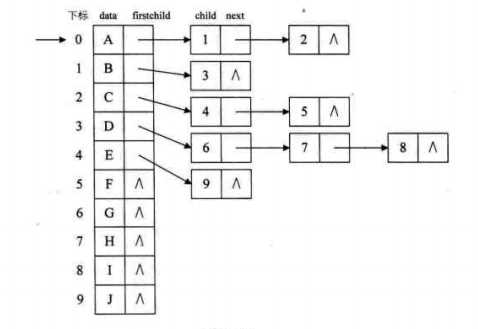 下标 data firstchild child next
0 A 1 2 ∧
1 B 3 ∧
2 C 4 5 ∧
3 D 6 7 8 ∧
4 E 9 ∧
5 F ∧
6 G ∧
7 H ∧
8 I ∧
9 J ∧